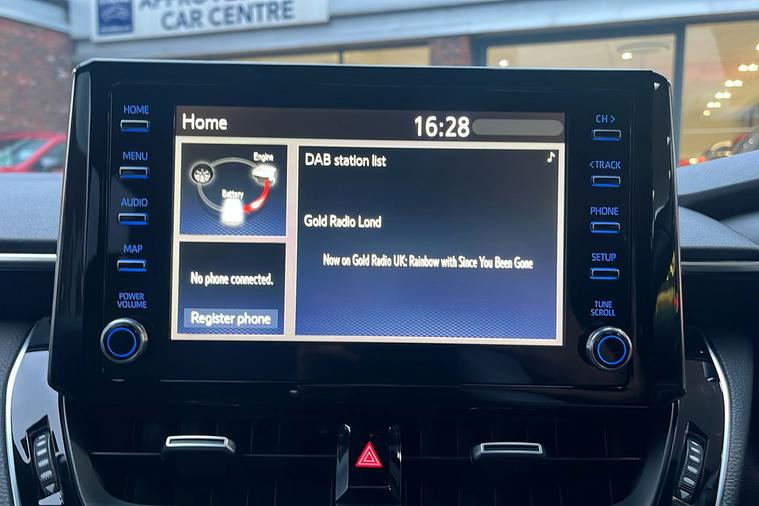 CAR CENTRE
HOME
MENU
AUDIO
MAP
POWER
VOLUME
Home
16:28
Engine
Battery
No phone connected.
Register phone
DAB station list
Gold Radio Lond
Now on Gold Radio UK: Rainbow with Since You Been Gone
CH >
< TRACK
PHONE
SETUP
TUNE
SCROLL